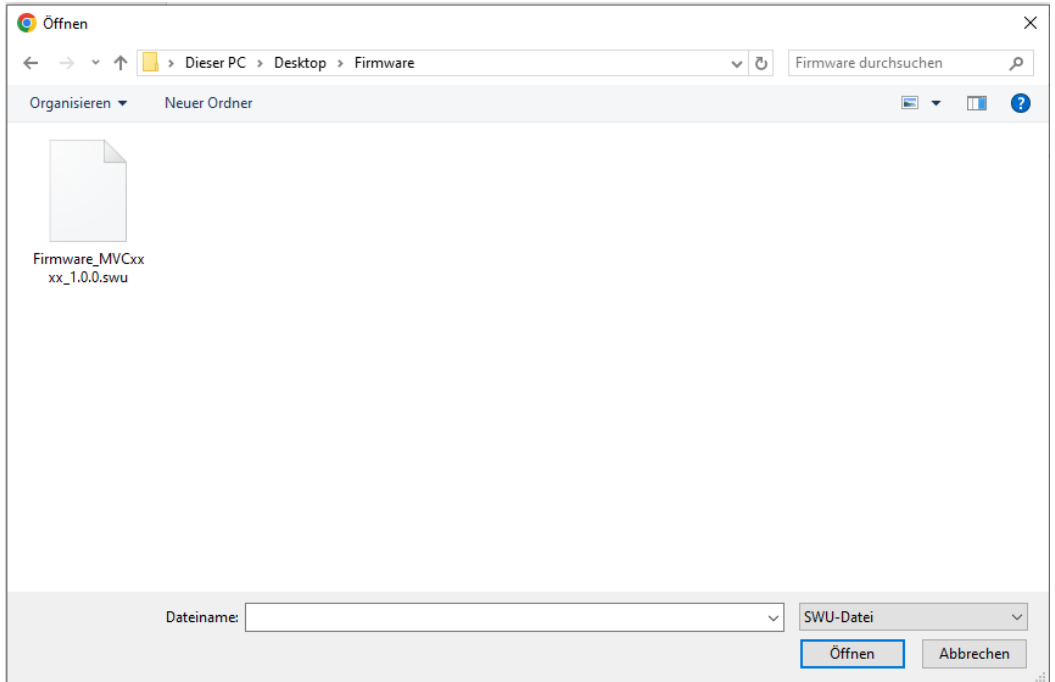 Öffnen
Dieser PC > Desktop > Firmware
Firmware durchsuchen
Organisieren
Neuer Ordner
?
Firmware_MVCxx
xx_1.0.0.swu
Dateiname:
SWU-Datei
Öffnen
Abbrechen